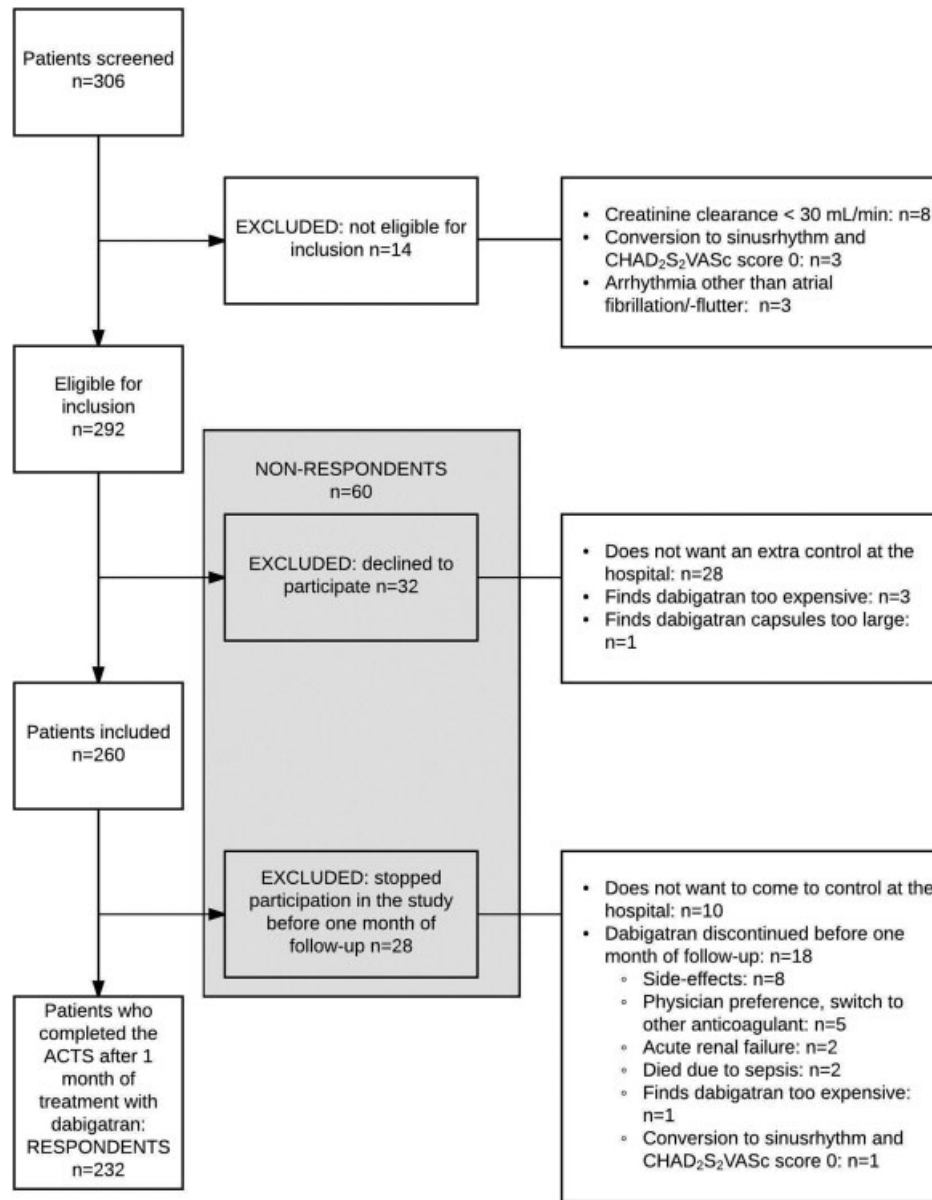 Patients screened
n=306
EXCLUDED: not eligible for
inclusion n=14
• Creatinine clearance < 30 mL/min: n=8
• Conversion to sinusrhythm and
CHAD₂S₂VASc score 0: n=3
• Arrhythmia other than atrial
fibrillation/-flutter: n=3
Eligible for
inclusion
n=292
NON-RESPONDENTS
n=60
EXCLUDED: declined to
participate n=32
• Does not want an extra control at the
hospital: n=28
• Finds dabigatran too expensive: n=3
• Finds dabigatran capsules too large:
n=1
Patients included
n=260
EXCLUDED: stopped
participation in the study
before one month of
follow-up n=28
• Does not want to come to control at the
hospital: n=10
• Dabigatran discontinued before one
month of follow-up: n=18
◦ Side-effects: n=8
◦ Physician preference, switch to
other anticoagulant: n=5
◦ Acute renal failure: n=2
◦ Died due to sepsis: n=2
◦ Finds dabigatran too expensive:
n=1
◦ Conversion to sinusrhythm and
CHAD₂S₂VASc score 0: n=1
Patients who
completed the
ACTS after 1
month of
treatment with
dabigatran:
RESPONDENTS
n=232